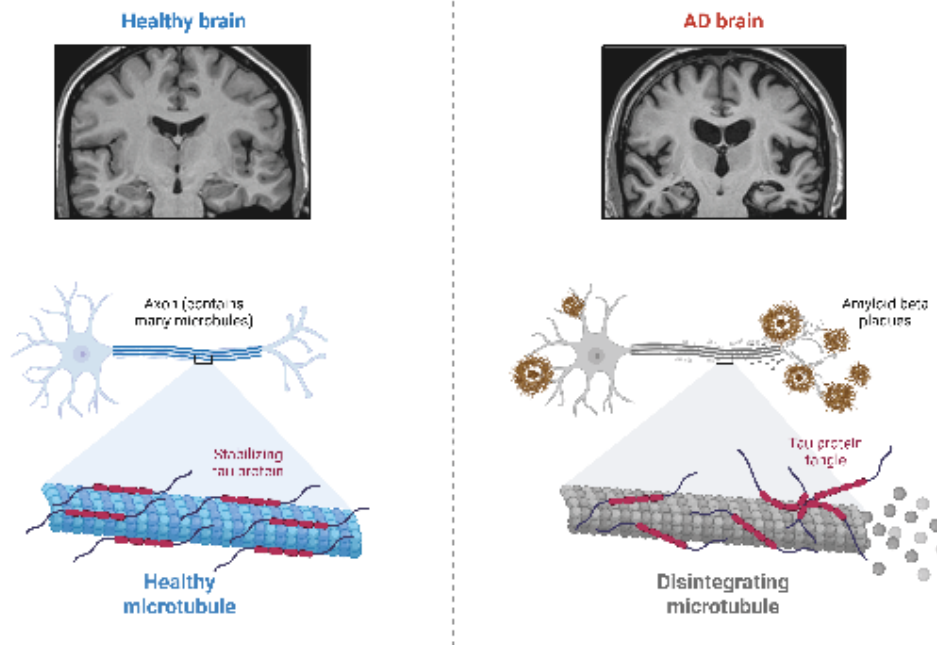 Healthy brain
AD brain
Axon (contains
many microbules)
Amyloid beta
plaques
Stabilizing
tau protein
Tau protein
tangle
Healthy
microtubule
Disintegrating
microtubule